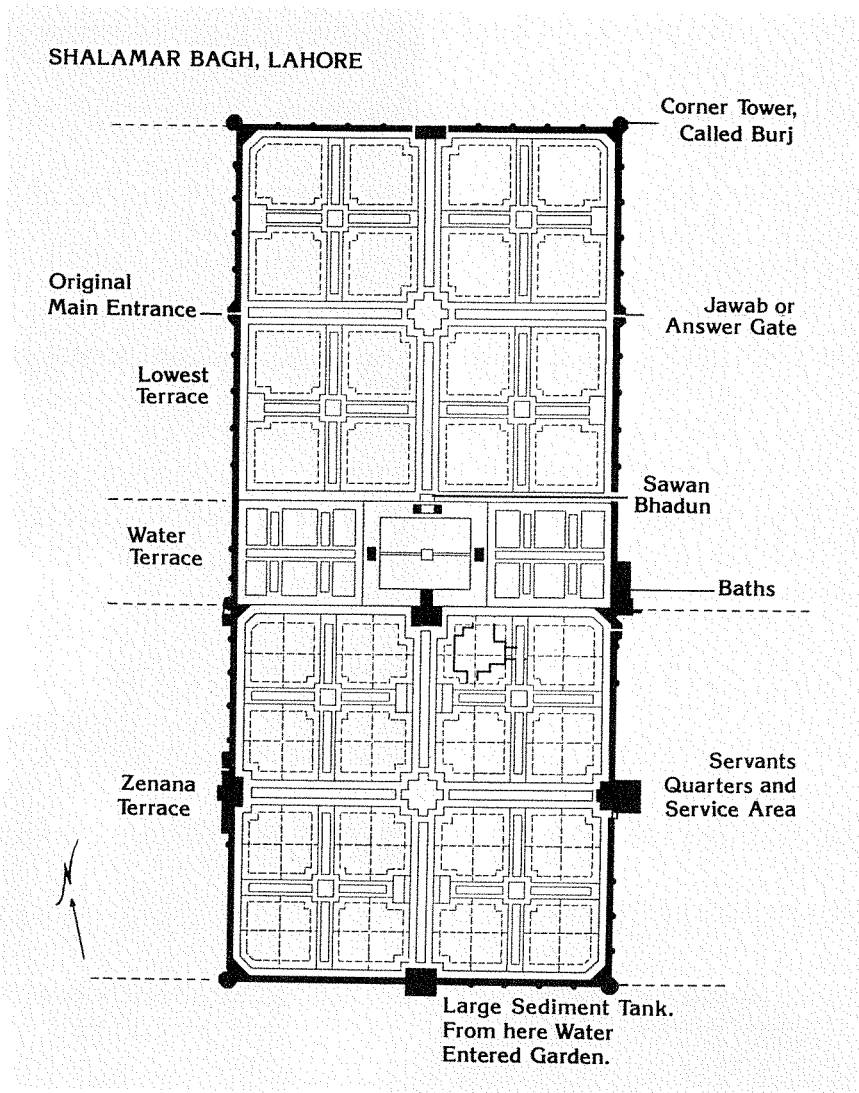 SHALAMAR BAGH, LAHORE
Corner Tower,
Called Burj
Original
Main Entrance
Jawab or
Answer Gate
Lowest
Terrace
Sawan
Bhadun
Water
Terrace
Baths
Zenana
Terrace
Servants
Quarters and
Service Area
N
Large Sediment Tank.
From here Water
Entered Garden.